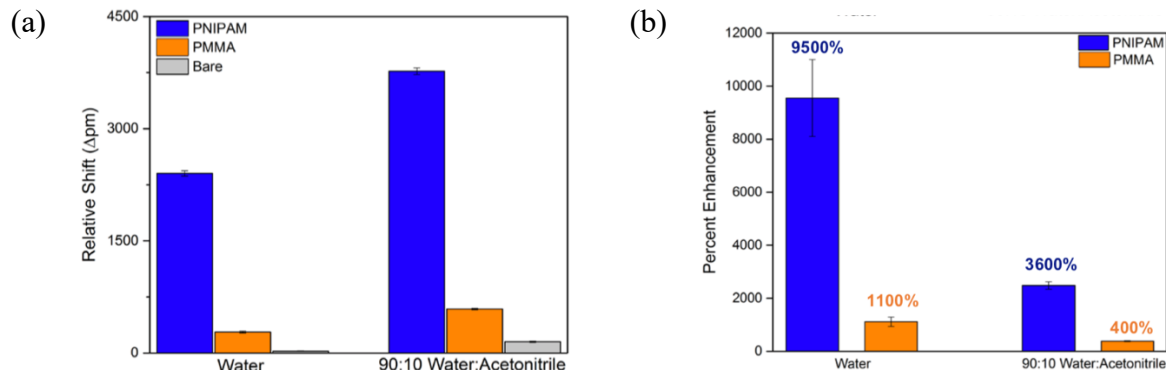 (a)
4500
3000
1500
0
Relative Shift (Δpm)
PNIPAM
PMMA
Bare
Water
90:10 Water:Acetonitrile
(b)
12000
10000
8000
6000
4000
2000
0
Percent Enhancement
PNIPAM
PMMA
9500%
1100%
3600%
400%
Water
90:10 Water:Acetonitrile